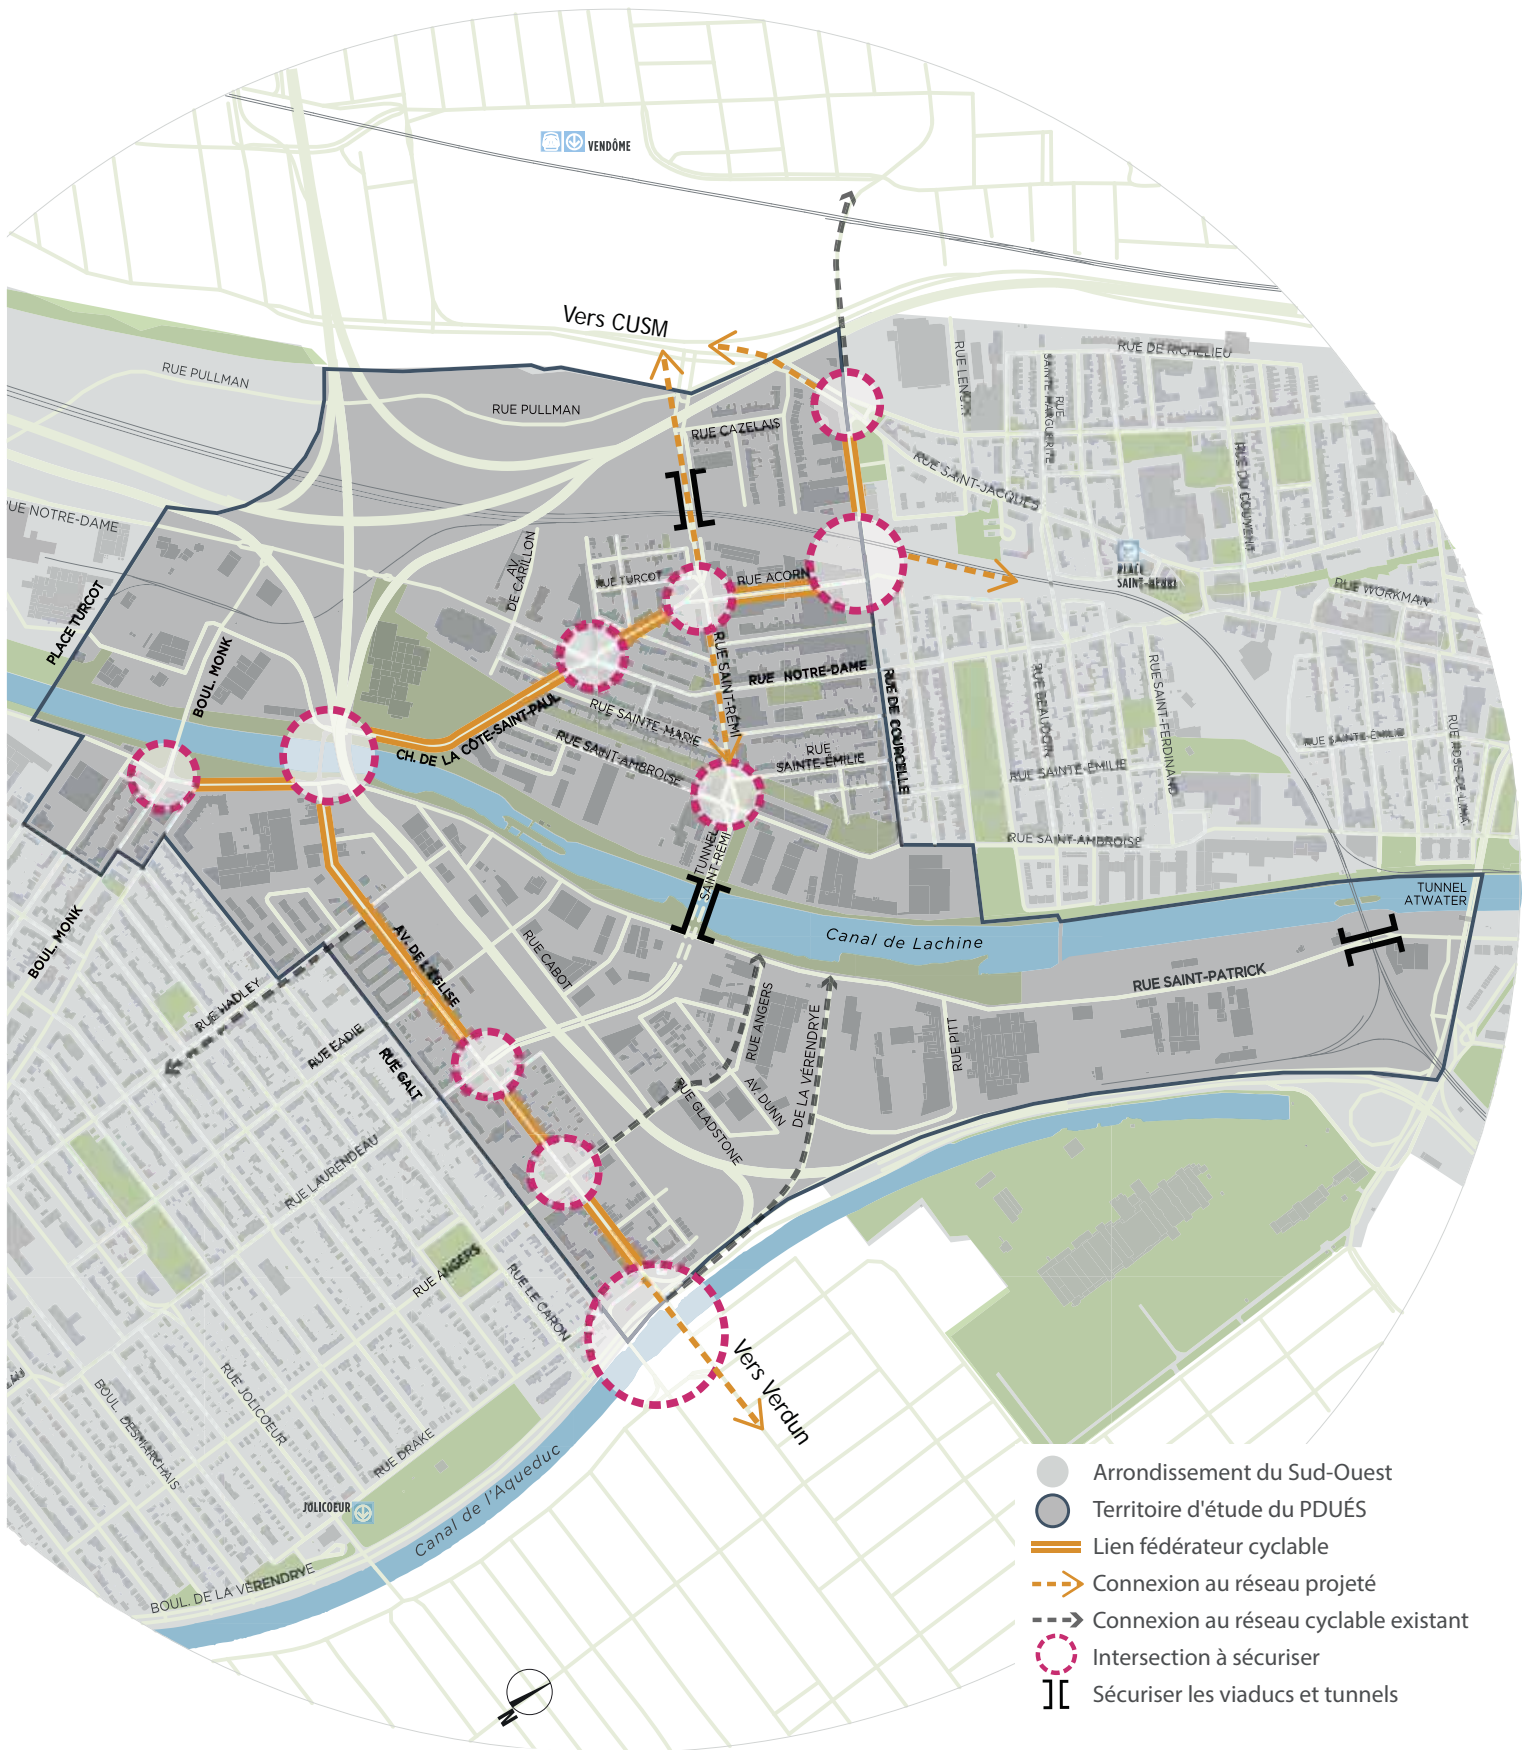 VENDÔME
Vers CUSM
RUE PULLMAN
RUE PULLMAN
RUE CAZELAIS
RUE LENOIR
RUE DE RICHELIEU
RUE
SAINTE-MARGUERITE
RUE SAINT-JACQUES
RUE DU COUVENT
RUE NOTRE-DAME
AV.
DE CARILLON
RUE TURCOT
RUE ACORN
PLACE
SAINT-HENRI
RUE WORKMAN
PLACE TURCOT
BOUL. MONK
RUE SAINT-RÉMI
RUE NOTRE-DAME
RUE DE COURCELLE
RUE BEAUDOIN
RUE SAINT-FERDINAND
RUE SAINTE-MARIE
CH. DE LA CÔTE-SAINT-PAUL
RUE SAINT-AMBROISE
RUE
SAINTE-ÉMILIE
RUE SAINTE-ÉMILIE
RUE SAINTE-ÉMILIE
RUE ROSE-DE-LIMA
RUE SAINT-AMBROISE
TUNNEL
SAINT-RÉMI
TUNNEL
ATWATER
Canal de Lachine
RUE SAINT-PATRICK
BOUL. MONK
AV. DE L'ÉGLISE
RUE CABOT
RUE HADLEY
RUE EADIE
RUE GALT
RUE ANGERS
DE LA VÉRENDRYE
RUE PITT
AV. DUNN
RUE GLADSTONE
RUE LAURENDEAU
RUE ANGERS
RUE LE CARON
Vers Verdun
RUE JOLICOEUR
BOUL. DESMARCHAIS
RUE DRAKE
JOLICOEUR
Canal de l'Aqueduc
BOUL. DE LA VÉRENDRYE
N
Arrondissement du Sud-Ouest
Territoire d'étude du PDUÉS
Lien fédérateur cyclable
Connexion au réseau projeté
Connexion au réseau cyclable existant
Intersection à sécuriser
Sécuriser les viaducs et tunnels